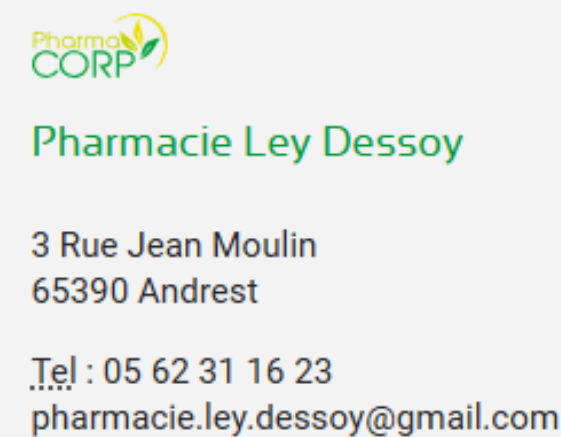 Pharma
CORP
Pharmacie Ley Dessoy
3 Rue Jean Moulin
65390 Andrest
Tel : 05 62 31 16 23
pharmacie.ley.dessoy@gmail.com